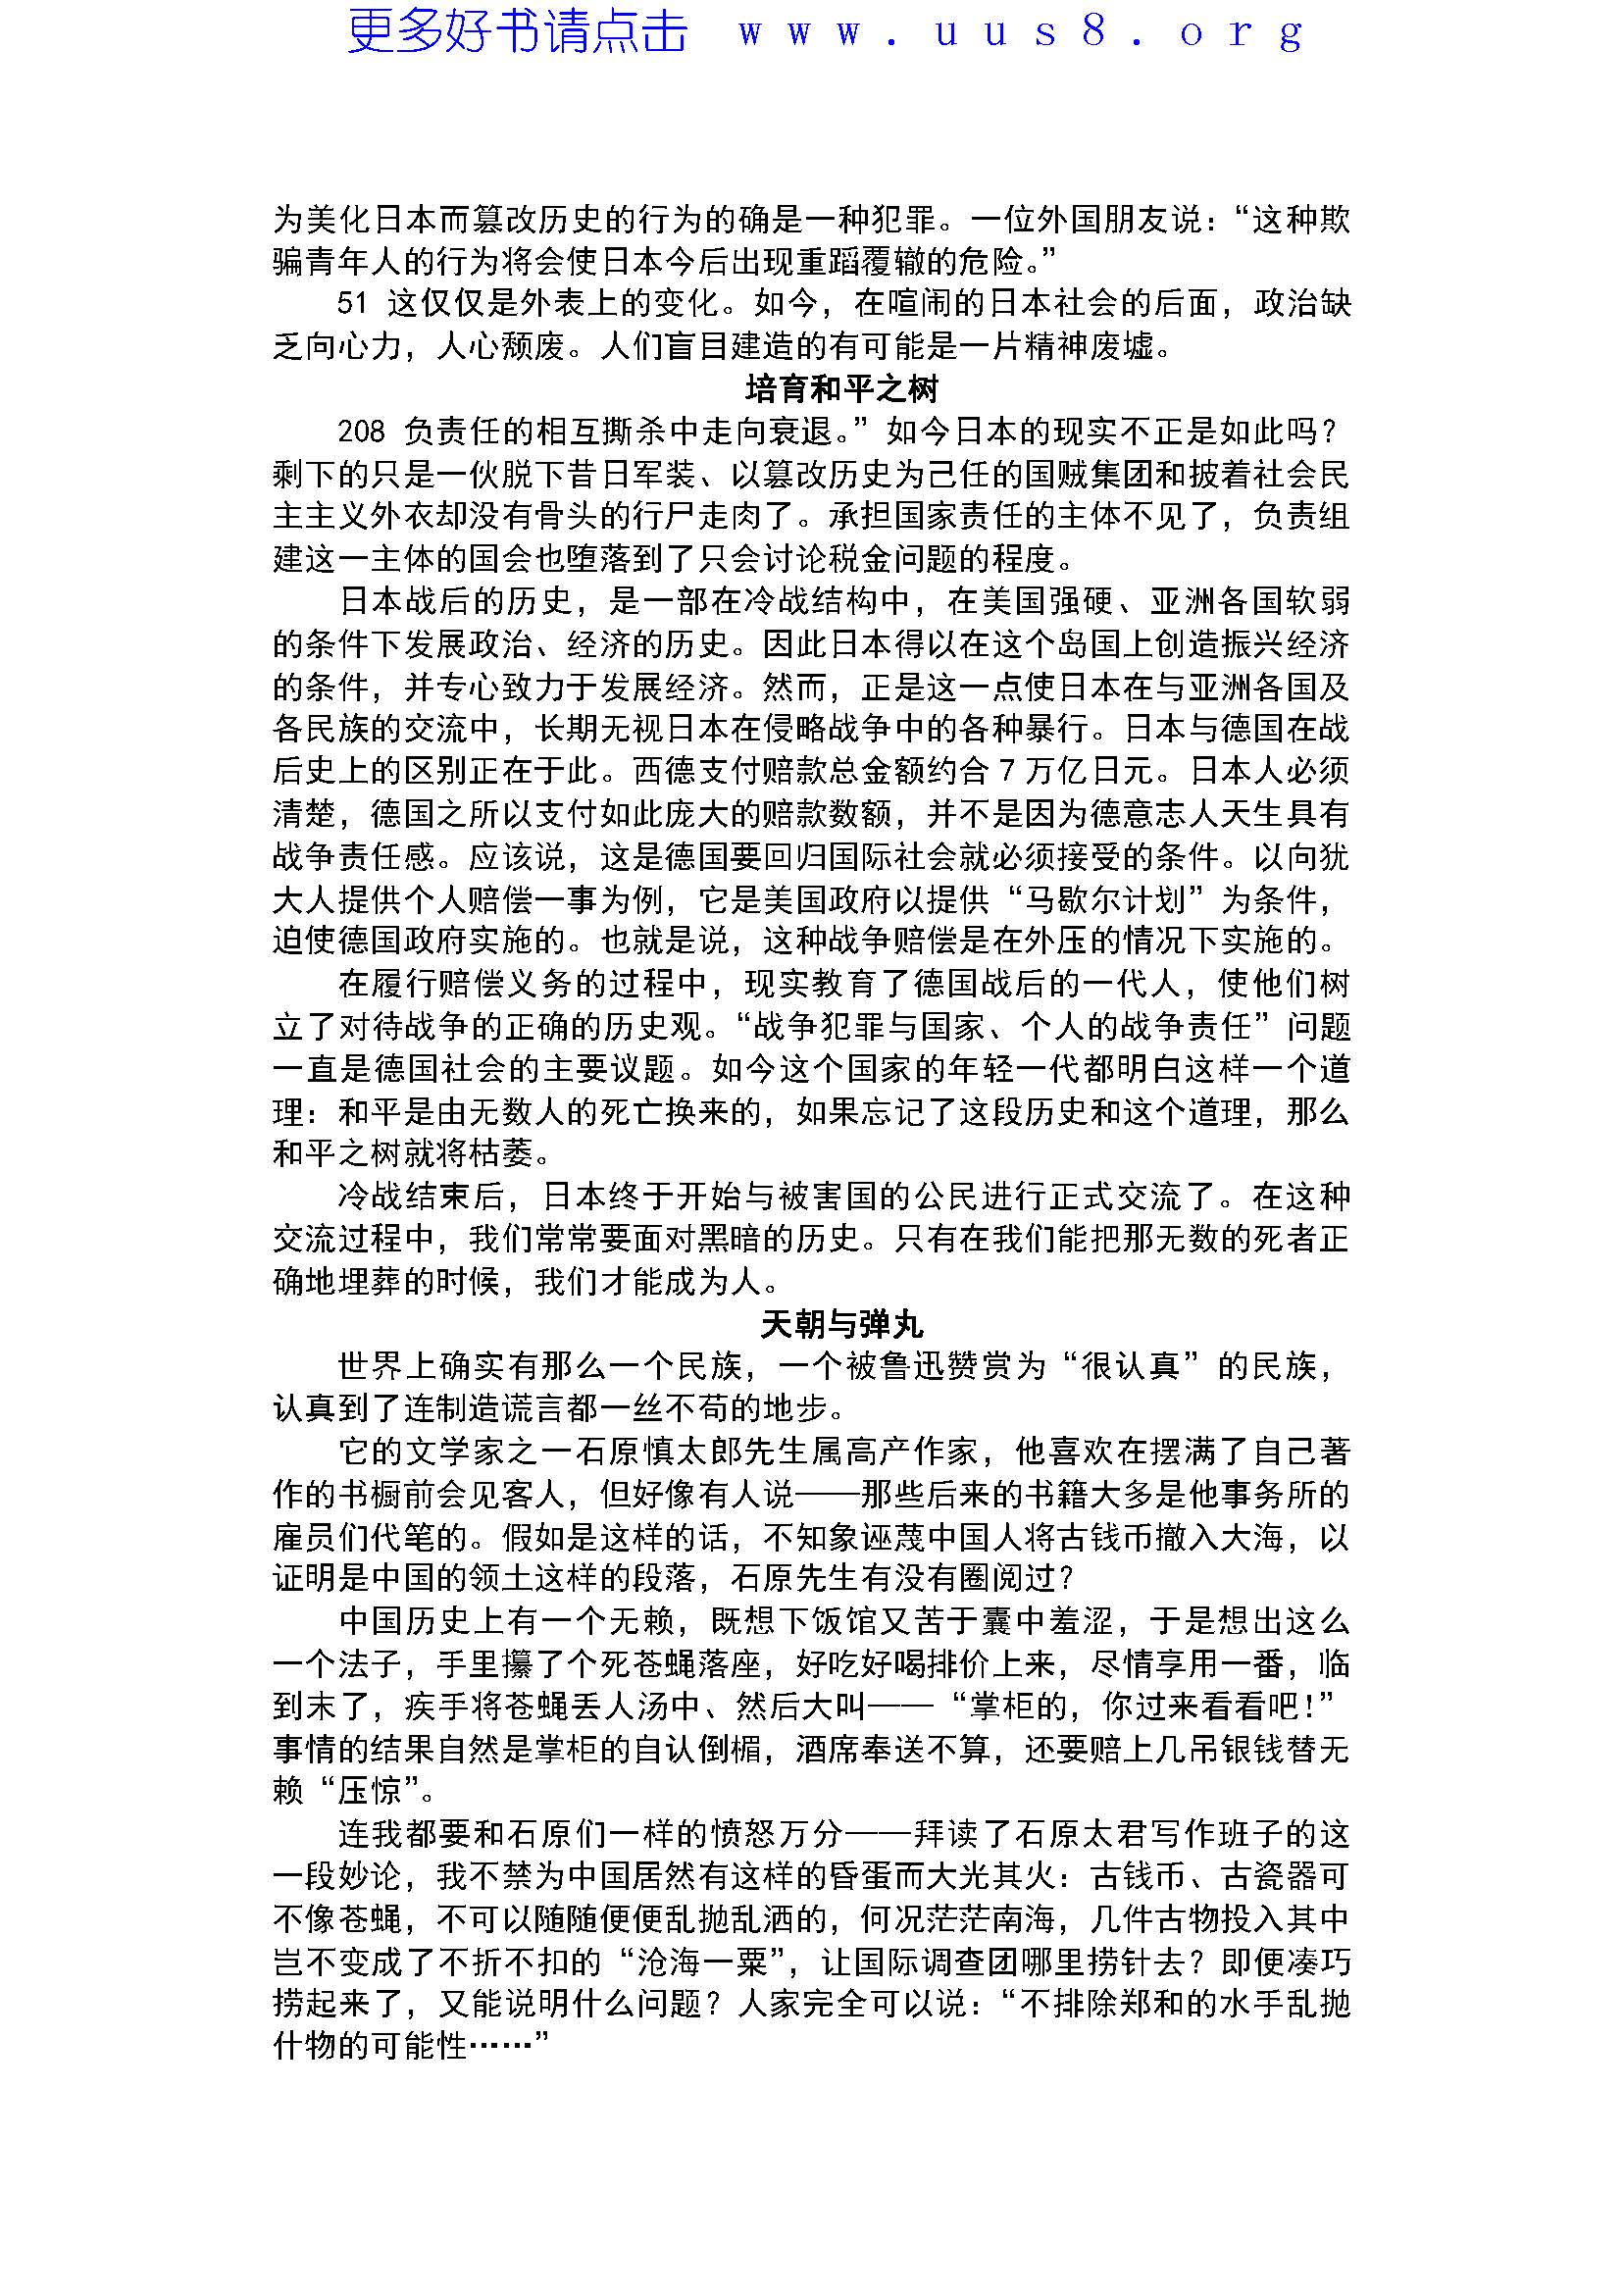 更多好书请点击 www.uus8.org
为美化日本而篡改历史的行为的确是一种犯罪。一位外国朋友说：“这种欺
骗青年人的行为将会使日本今后出现重蹈覆辙的危险。”
51 这仅仅是外表上的变化。如今，在喧闹的日本社会的后面，政治缺
乏向心力，人心颓废。人们盲目建造的有可能是一片精神废墟。
培育和平之树
208 负责任的相互撕杀中走向衰退。”如今日本的现实不正是如此吗？
剩下的只是一伙脱下昔日军装、以篡改历史为己任的国贼集团和披着社会民
主主义外衣却没有骨头的行尸走肉了。承担国家责任的主体不见了，负责组
建这一主体的国会也堕落到了只会讨论税金问题的程度。
日本战后的历史，是一部在冷战结构中，在美国强硬、亚洲各国软弱
的条件下发展政治、经济的历史。因此日本得以在这个岛国上创造振兴经济
的条件，并专心致力于发展经济。然而，正是这一点使日本在与亚洲各国及
各民族的交流中，长期无视日本在侵略战争中的各种暴行。日本与德国在战
后史上的区别正在于此。西德支付赔款总金额约合 7 万亿日元。日本人必须
清楚，德国之所以支付如此庞大的赔款数额，并不是因为德意志人天生具有
战争责任感。应该说，这是德国要回归国际社会就必须接受的条件。以向犹
大人提供个人赔偿一事为例，它是美国政府以提供“马歇尔计划”为条件，
迫使德国政府实施的。也就是说，这种战争赔偿是在外压的情况下实施的。
在履行赔偿义务的过程中，现实教育了德国战后的一代人，使他们树
立了对待战争的正确的历史观。“战争犯罪与国家、个人的战争责任”问题
一直是德国社会的主要议题。如今这个国家的年轻一代都明白这样一个道
理：和平是由无数人的死亡换来的，如果忘记了这段历史和这个道理，那么
和平之树就将枯萎。
冷战结束后，日本终于开始与被害国的公民进行正式交流了。在这种
交流过程中，我们常常要面对黑暗的历史。只有在我们能把那无数的死者正
确地埋葬的时候，我们才能成为人。
天朝与弹丸
世界上确实有那么一个民族，一个被鲁迅赞赏为“很认真”的民族，
认真到了连制造谎言都一丝不苟的地步。
它的文学家之一石原慎太郎先生属高产作家，他喜欢在摆满了自己著
作的书橱前会见客人，但好像有人说——那些后来的书籍大多是他事务所的
雇员们代笔的。假如是这样的话，不知象诬蔑中国人将古钱币撤入大海，以
证明是中国的领土这样的段落，石原先生有没有圈阅过？
中国历史上有一个无赖，既想下饭馆又苦于囊中羞涩，于是想出这么
一个法子，手里攥了个死苍蝇落座，好吃好喝排价上来，尽情享用一番，临
到末了，疾手将苍蝇丢人汤中、然后大叫——“掌柜的，你过来看看吧！”
事情的结果自然是掌柜的自认倒楣，酒席奉送不算，还要赔上几吊银钱替无
赖“压惊”。
连我都要和石原们一样的愤怒万分——拜读了石原太君写作班子的这
一段妙论，我不禁为中国居然有这样的昏蛋而大光其火：古钱币、古瓷器可
不像苍蝇，不可以随随便便乱抛乱洒的，何况茫茫南海，几件古物投入其中
岂不变成了不折不扣的“沧海一粟”，让国际调查团哪里捞针去？即便凑巧
捞起来了，又能说明什么问题？人家完全可以说：“不排除郑和的水手乱抛
什物的可能性……”